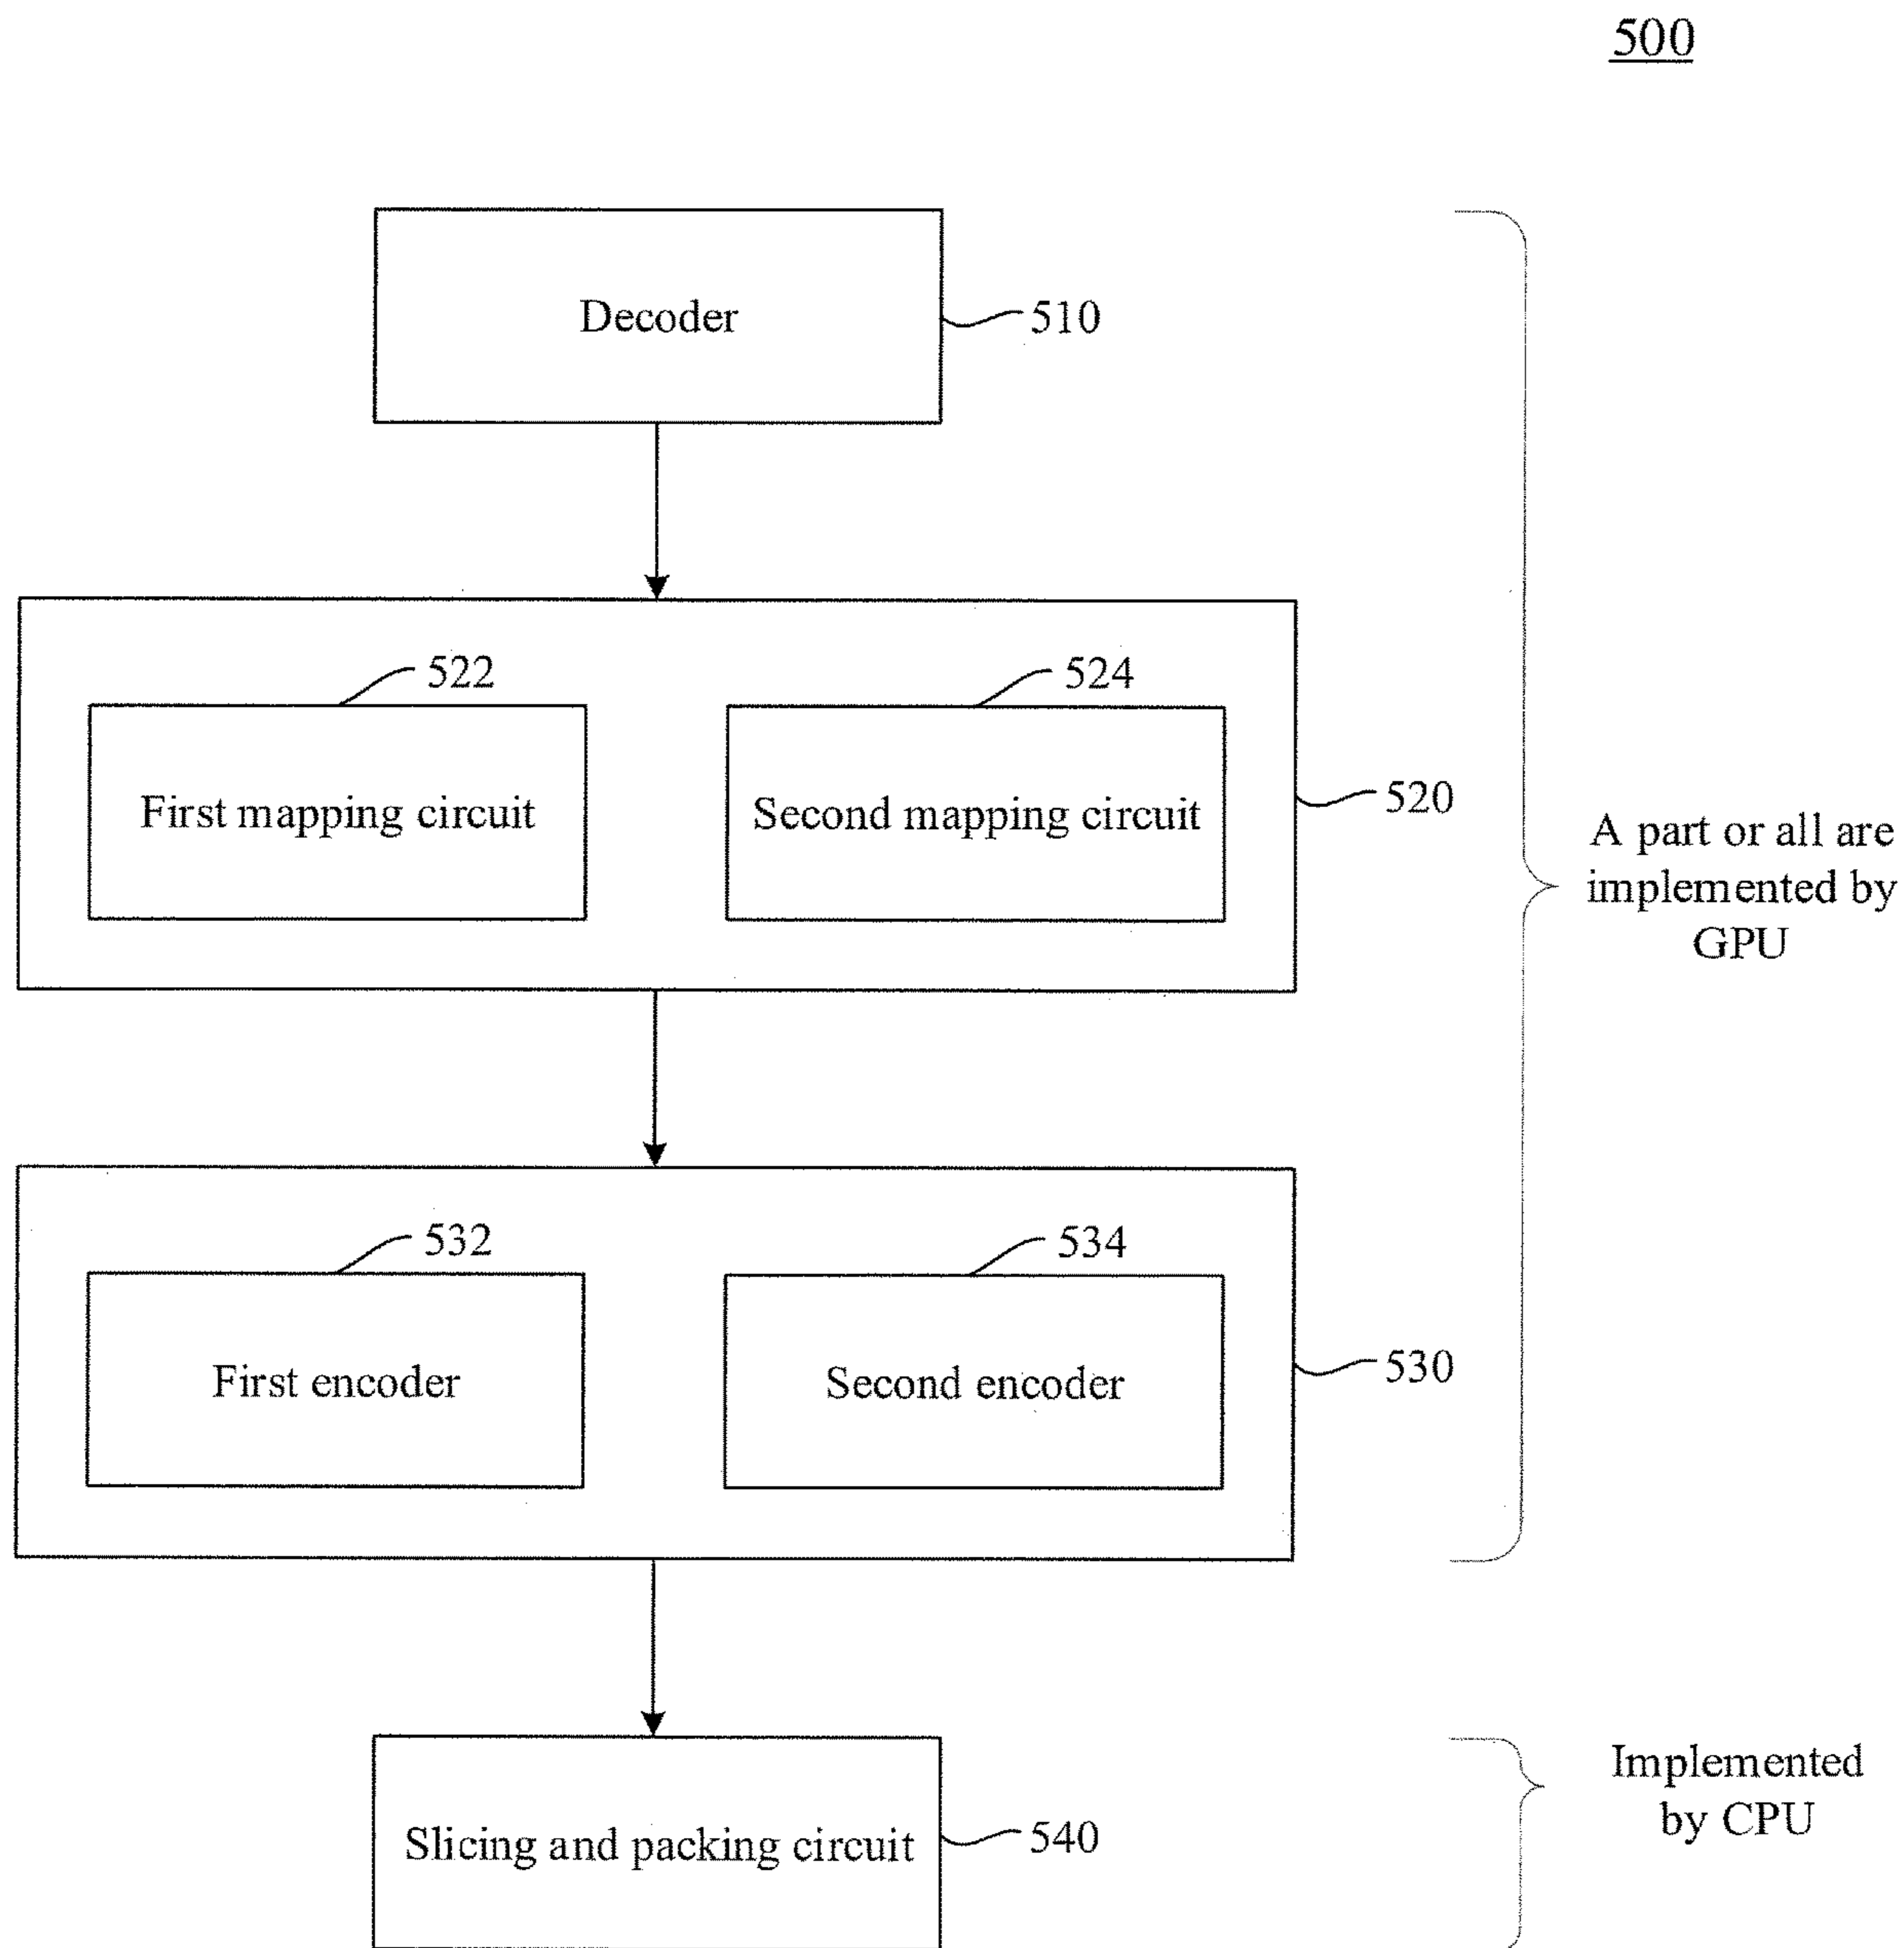 500
Decoder
510
522
524
First mapping circuit
Second mapping circuit
520
A part or all are
implemented by
GPU
532
534
First encoder
Second encoder
530
Implemented
by CPU
Slicing and packing circuit
540